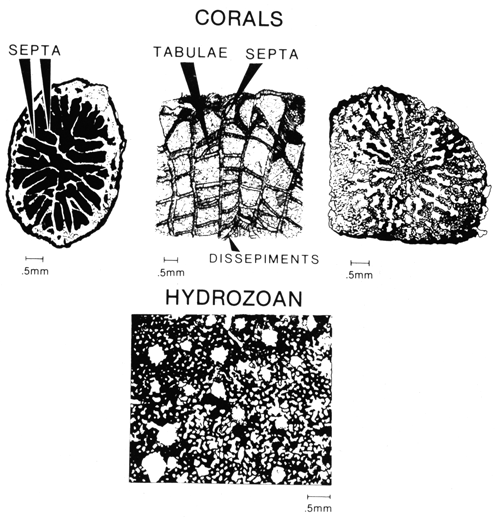 CORALS
SEPTA
TABULAE SEPTA
DISSEPIMENTS
.5mm
.5mm
.5mm
HYDROZOAN
.5mm